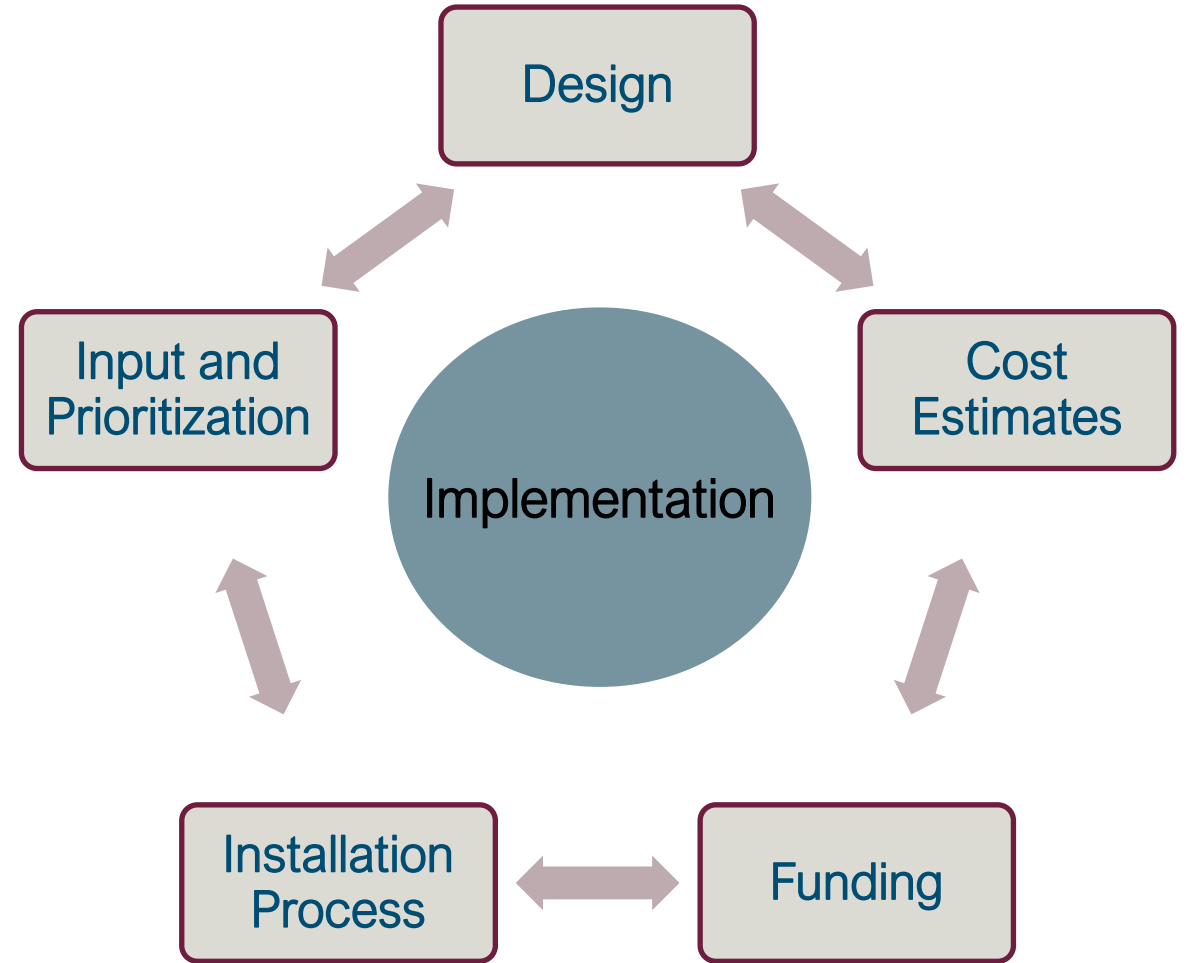 Design
Input and
Prioritization
Cost
Estimates
Implementation
Installation
Process
Funding